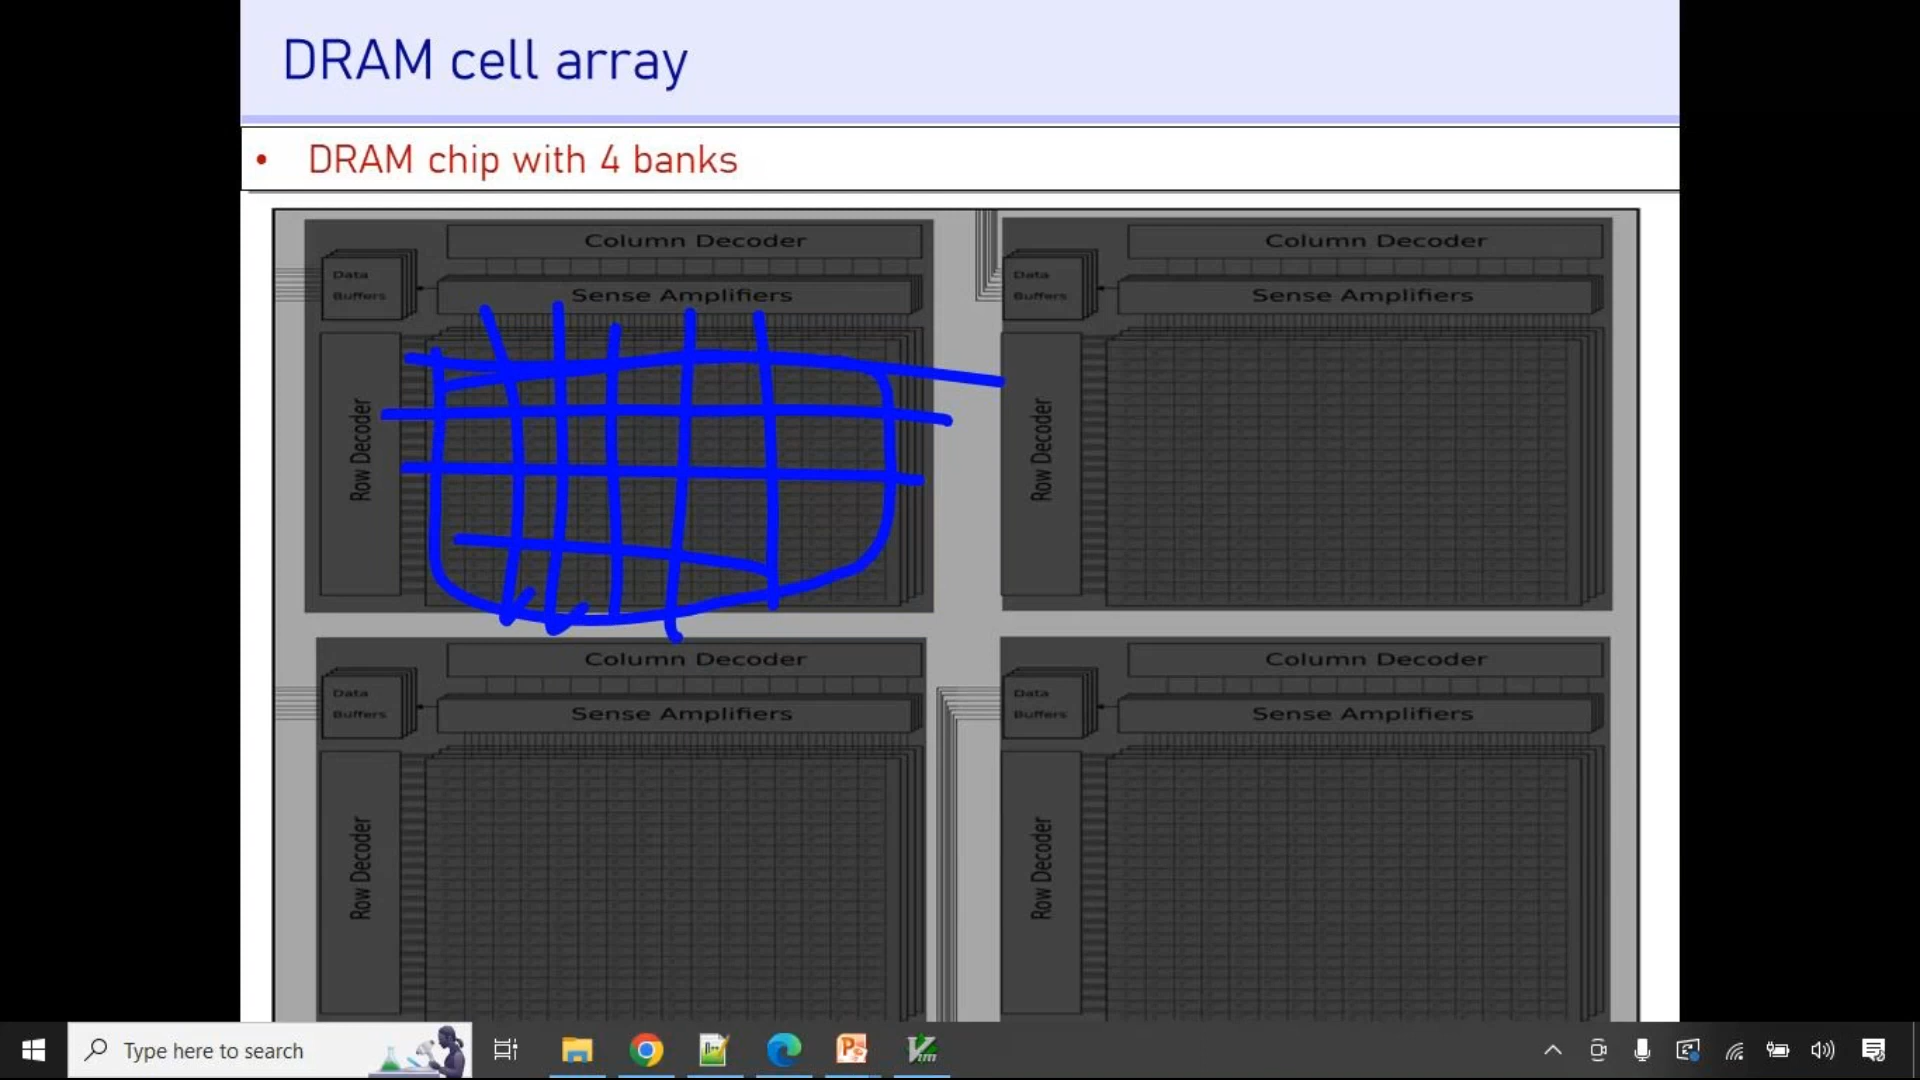 DRAM cell array
• DRAM chip with 4 banks
Column Decoder
Data
Buffers
Sense Amplifiers
Row Decoder
Column Decoder
Data
Buffers
Sense Amplifiers
Row Decoder
Column Decoder
Data
Buffers
Sense Amplifiers
Row Decoder
Column Decoder
Data
Buffers
Sense Amplifiers
Row Decoder
Type here to search